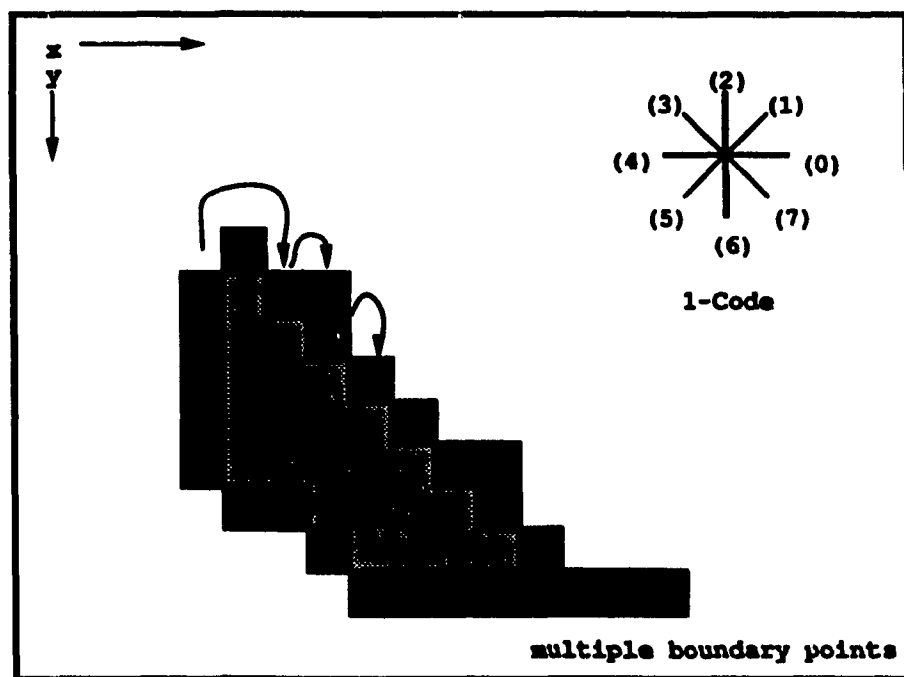 x
Y
(2)
(3) (1)
(4) (0)
(5) (7)
(6)
1-Code
multiple boundary points